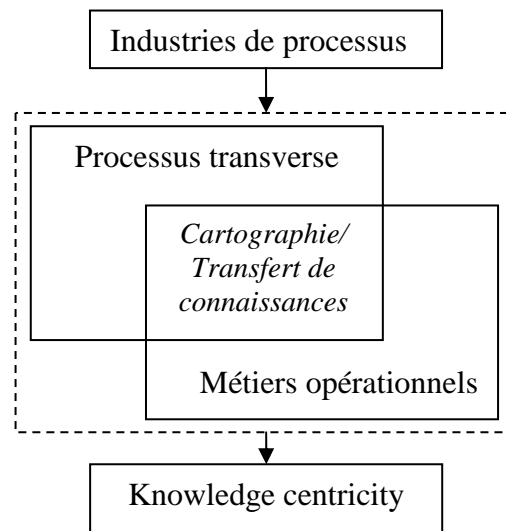 Industries de processus
Processus transverse
Cartographie/
Transfert de
connaissances
Métiers opérationnels
Knowledge centricity